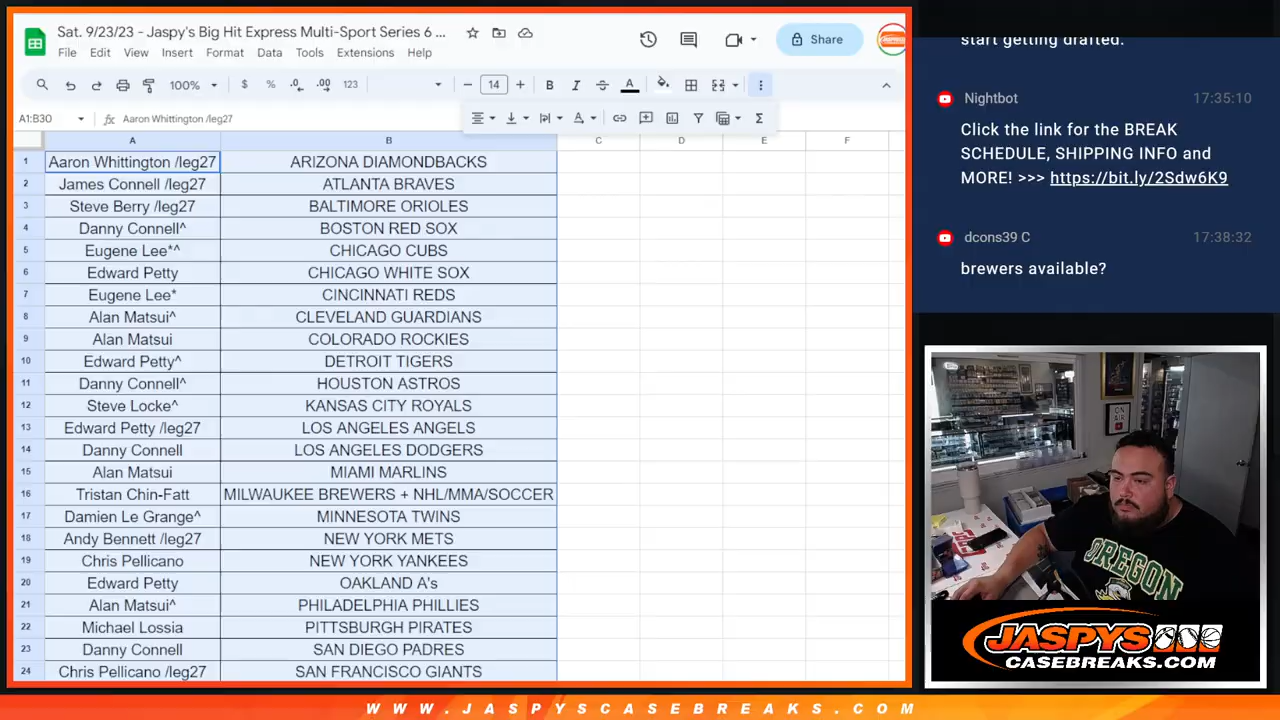 Sat. 9/23/23 - Jaspy's Big Hit Express Multi-Sport Series 6 ...
File Edit View Insert Format Data Tools Extensions Help
Share
100% $ % .0 .00 123 14 B I S A
A1:B30 fx Aaron Whittington /leg27
A B C D E F
1 Aaron Whittington /leg27 ARIZONA DIAMONDBACKS
2 James Connell /leg27 ATLANTA BRAVES
3 Steve Berry /leg27 BALTIMORE ORIOLES
4 Danny Connell^ BOSTON RED SOX
5 Eugene Lee*^ CHICAGO CUBS
6 Edward Petty CHICAGO WHITE SOX
7 Eugene Lee* CINCINNATI REDS
8 Alan Matsui^ CLEVELAND GUARDIANS
9 Alan Matsui COLORADO ROCKIES
10 Edward Petty^ DETROIT TIGERS
11 Danny Connell^ HOUSTON ASTROS
12 Steve Locke^ KANSAS CITY ROYALS
13 Edward Petty /leg27 LOS ANGELES ANGELS
14 Danny Connell LOS ANGELES DODGERS
15 Alan Matsui MIAMI MARLINS
16 Tristan Chin-Fatt MILWAUKEE BREWERS + NHL/MMA/SOCCER
17 Damien Le Grange^ MINNESOTA TWINS
18 Andy Bennett /leg27 NEW YORK METS
19 Chris Pellicano NEW YORK YANKEES
20 Edward Petty OAKLAND A's
21 Alan Matsui^ PHILADELPHIA PHILLIES
22 Michael Lossia PITTSBURGH PIRATES
23 Danny Connell SAN DIEGO PADRES
24 Chris Pellicano /leg27 SAN FRANCISCO GIANTS
start getting drafted.
Nightbot 17:35:10
Click the link for the BREAK
SCHEDULE, SHIPPING INFO and
MORE! >>> https://bit.ly/2Sdw6K9
dcons39 C 17:38:32
brewers available?
ON
AIR
OREGON
JASPYS
CASEBREAKS.COM
WWW.JASPYSCASEBREAKS.COM